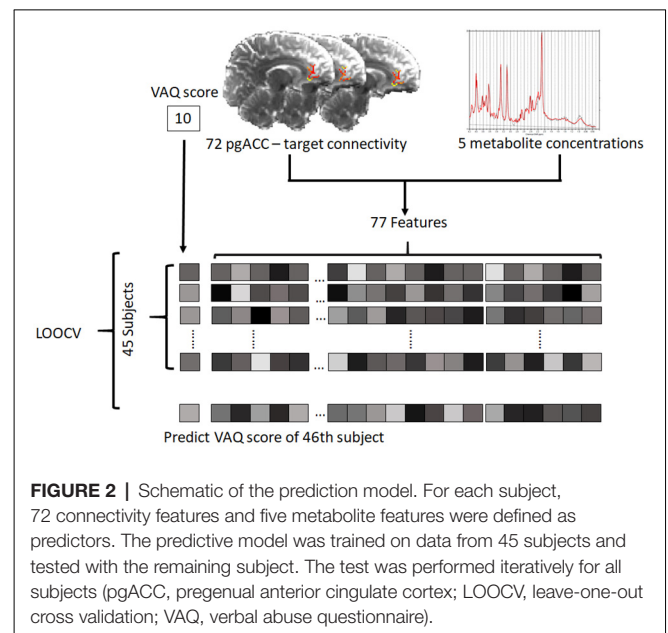 VAQ score
10
72 pgACC – target connectivity
5 metabolite concentrations
77 Features
LOOCV
45 Subjects
...
...
...
...
Predict VAQ score of 46th subject
FIGURE 2 | Schematic of the prediction model. For each subject,
72 connectivity features and five metabolite features were defined as
predictors. The predictive model was trained on data from 45 subjects and
tested with the remaining subject. The test was performed iteratively for all
subjects (pgACC, pregenual anterior cingulate cortex; LOOCV, leave-one-out
cross validation; VAQ, verbal abuse questionnaire).